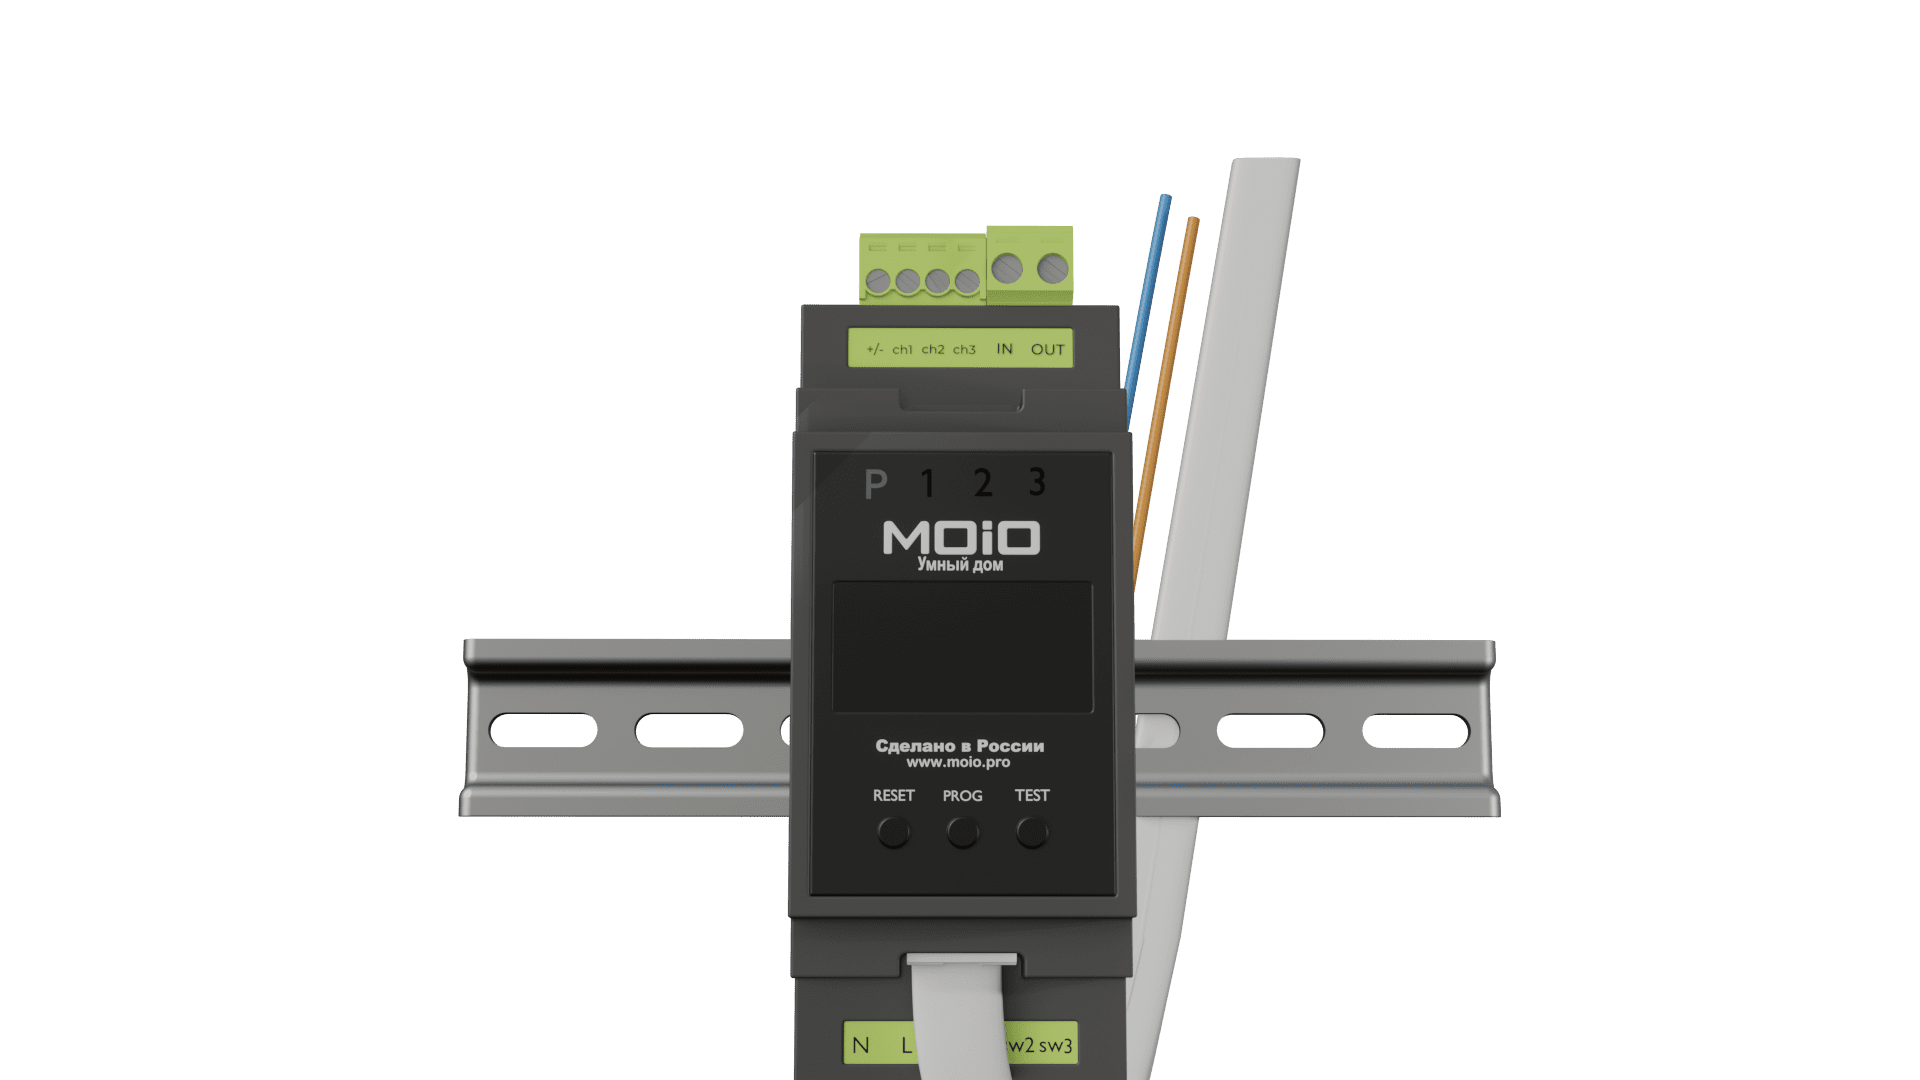 +/- ch1 ch2 ch3 IN OUT
P 1 2 3
MOiO
Умный дом
Сделано в России
www.moio.pro
RESET PROG TEST
N L sw3